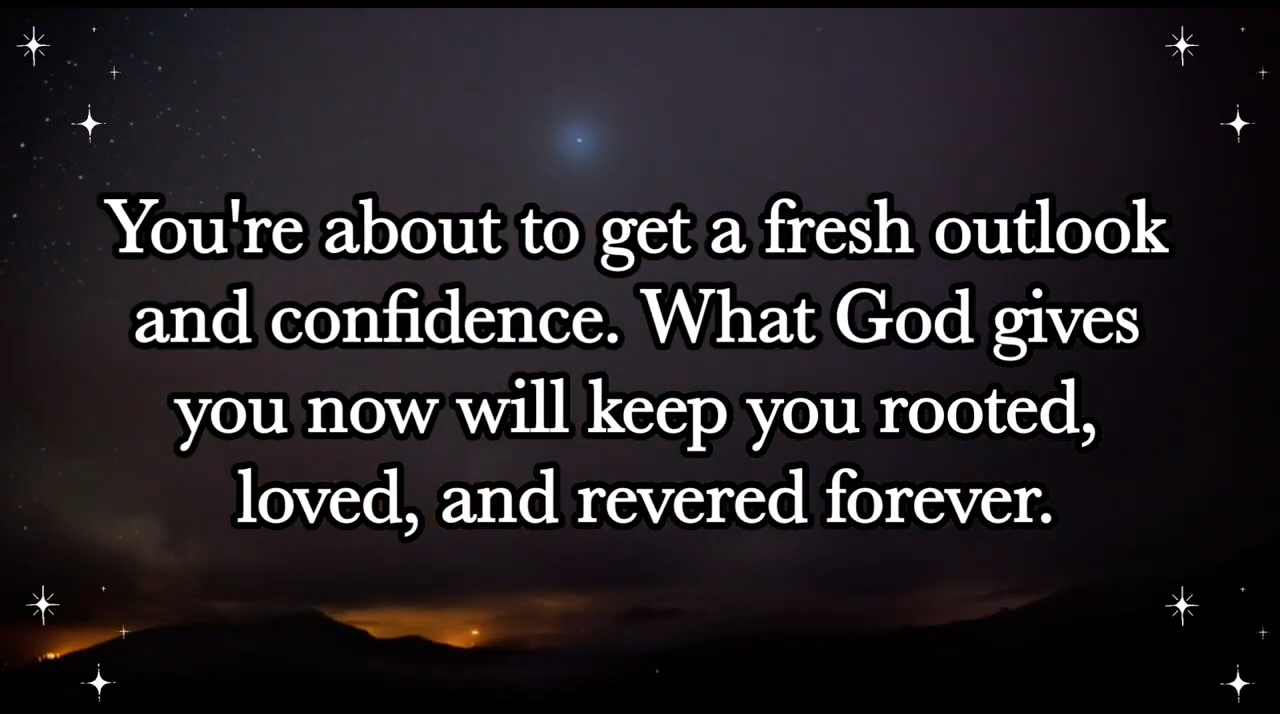 You're about to get a fresh outlook
and confidence. What God gives
you now will keep you rooted,
loved, and revered forever.